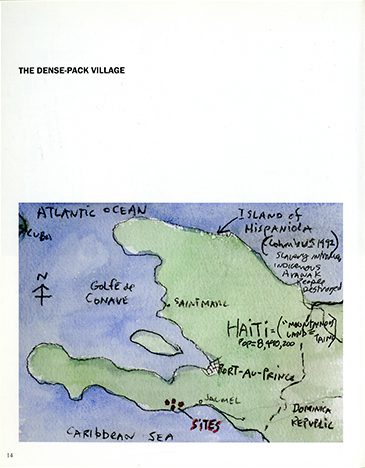 THE DENSE-PACK VILLAGE
ATLANTIC OCEAN
ISLAND of
HISPANIOLA
(Columbus 1492)
Slavery
INDIGENOUS
ARAWAK
People
destroyed
CUBA
N
GOLFE de
GONAVE
SAINT MARC
HAITI = ("MOUNTAINOUS
LAND"
TAINO)
POP=8,440,200
PORT-AU-PRINCE
JACMEL
SITES
DOMINICA
REPUBLIC
CARIBBEAN SEA
14